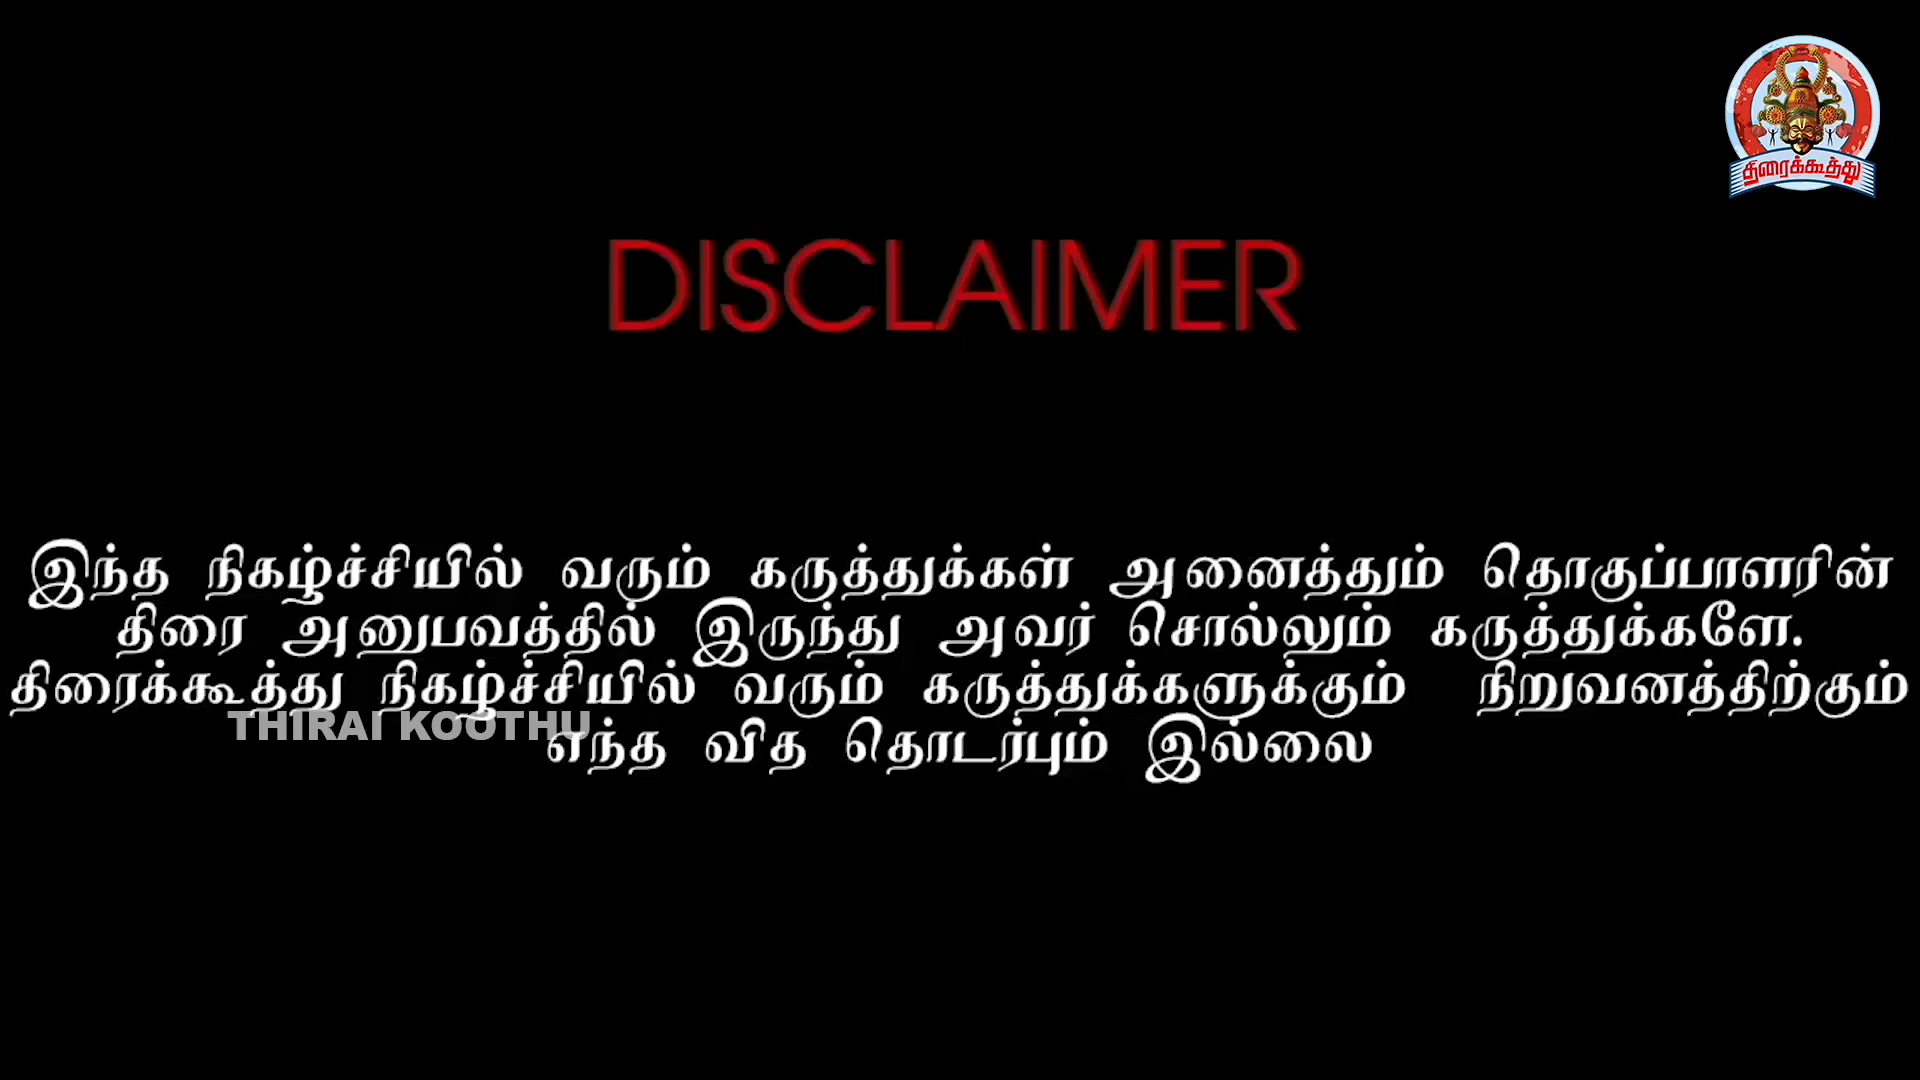 திரைக்கூத்து
DISCLAIMER
இந்த நிகழ்ச்சியில் வரும் கருத்துக்கள் அனைத்தும் தொகுப்பாளரின்
திரை அனுபவத்தில் இருந்து அவர் சொல்லும் கருத்துக்களே.
திரைக்கூத்து நிகழ்ச்சியில் வரும் கருத்துக்களுக்கும் நிறுவனத்திற்கும்
THIRAI KOOTHU
எந்த வித தொடர்பும் இல்லை